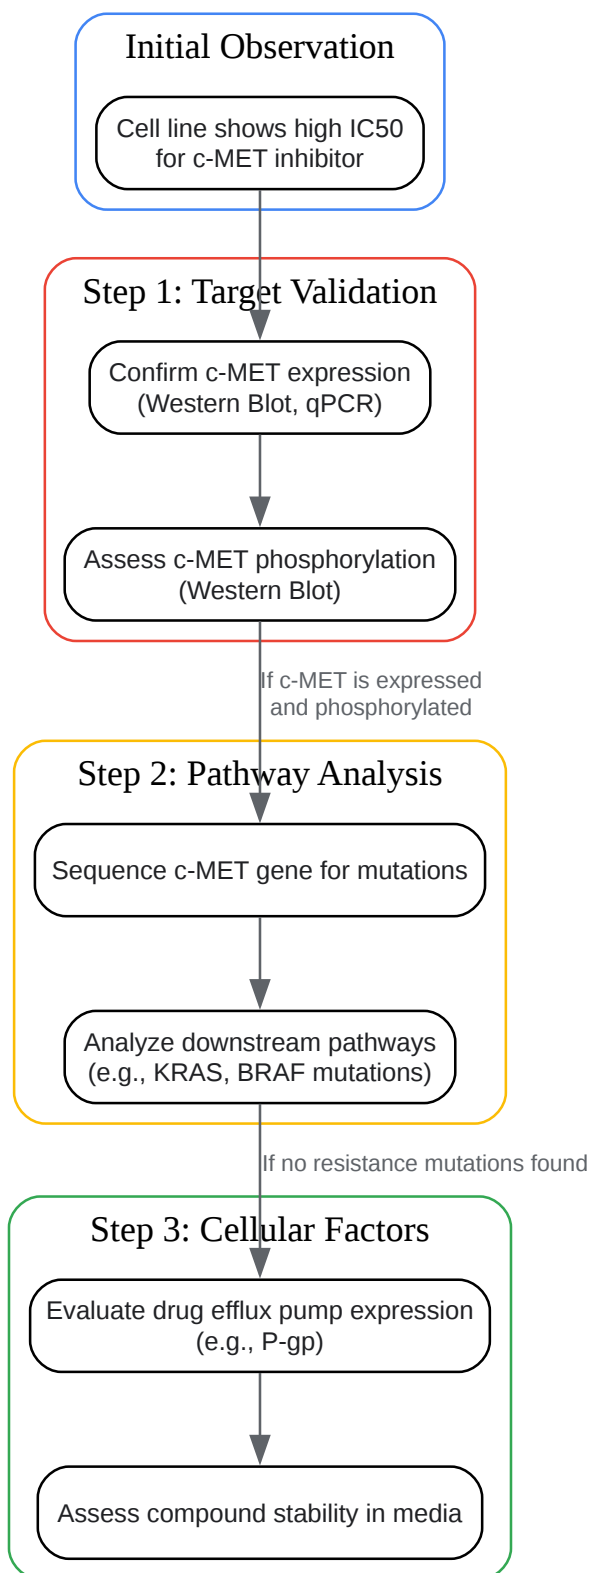 Initial Observation
Cell line shows high IC50
for c-MET inhibitor
Step 1: Target Validation
Confirm c-MET expression
(Western Blot, qPCR)
Assess c-MET phosphorylation
(Western Blot)
If c-MET is expressed
and phosphorylated
Step 2: Pathway Analysis
Sequence c-MET gene for mutations
Analyze downstream pathways
(e.g., KRAS, BRAF mutations)
If no resistance mutations found
Step 3: Cellular Factors
Evaluate drug efflux pump expression
(e.g., P-gp)
Assess compound stability in media